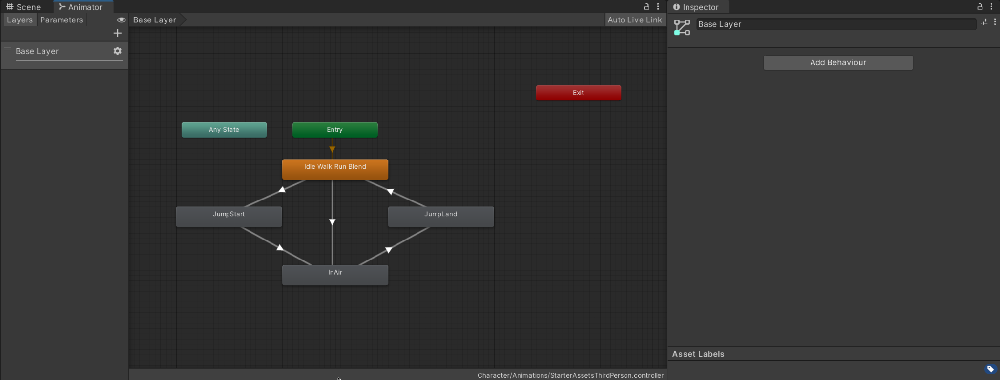 Scene
Animator
Layers
Parameters
Base Layer
Auto Live Link
Base Layer
Exit
Any State
Entry
Idle Walk Run Blend
JumpStart
JumpLand
InAir
Character/Animations/StarterAssetsThirdPerson.controller
Inspector
Base Layer
Add Behaviour
Asset Labels